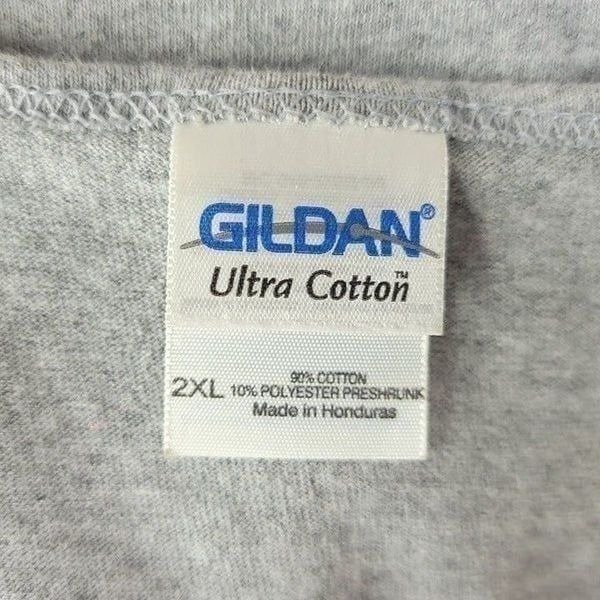 GILDAN®
Ultra Cotton™
90% COTTON
2XL 10% POLYESTER PRESHRUNK
Made in Honduras